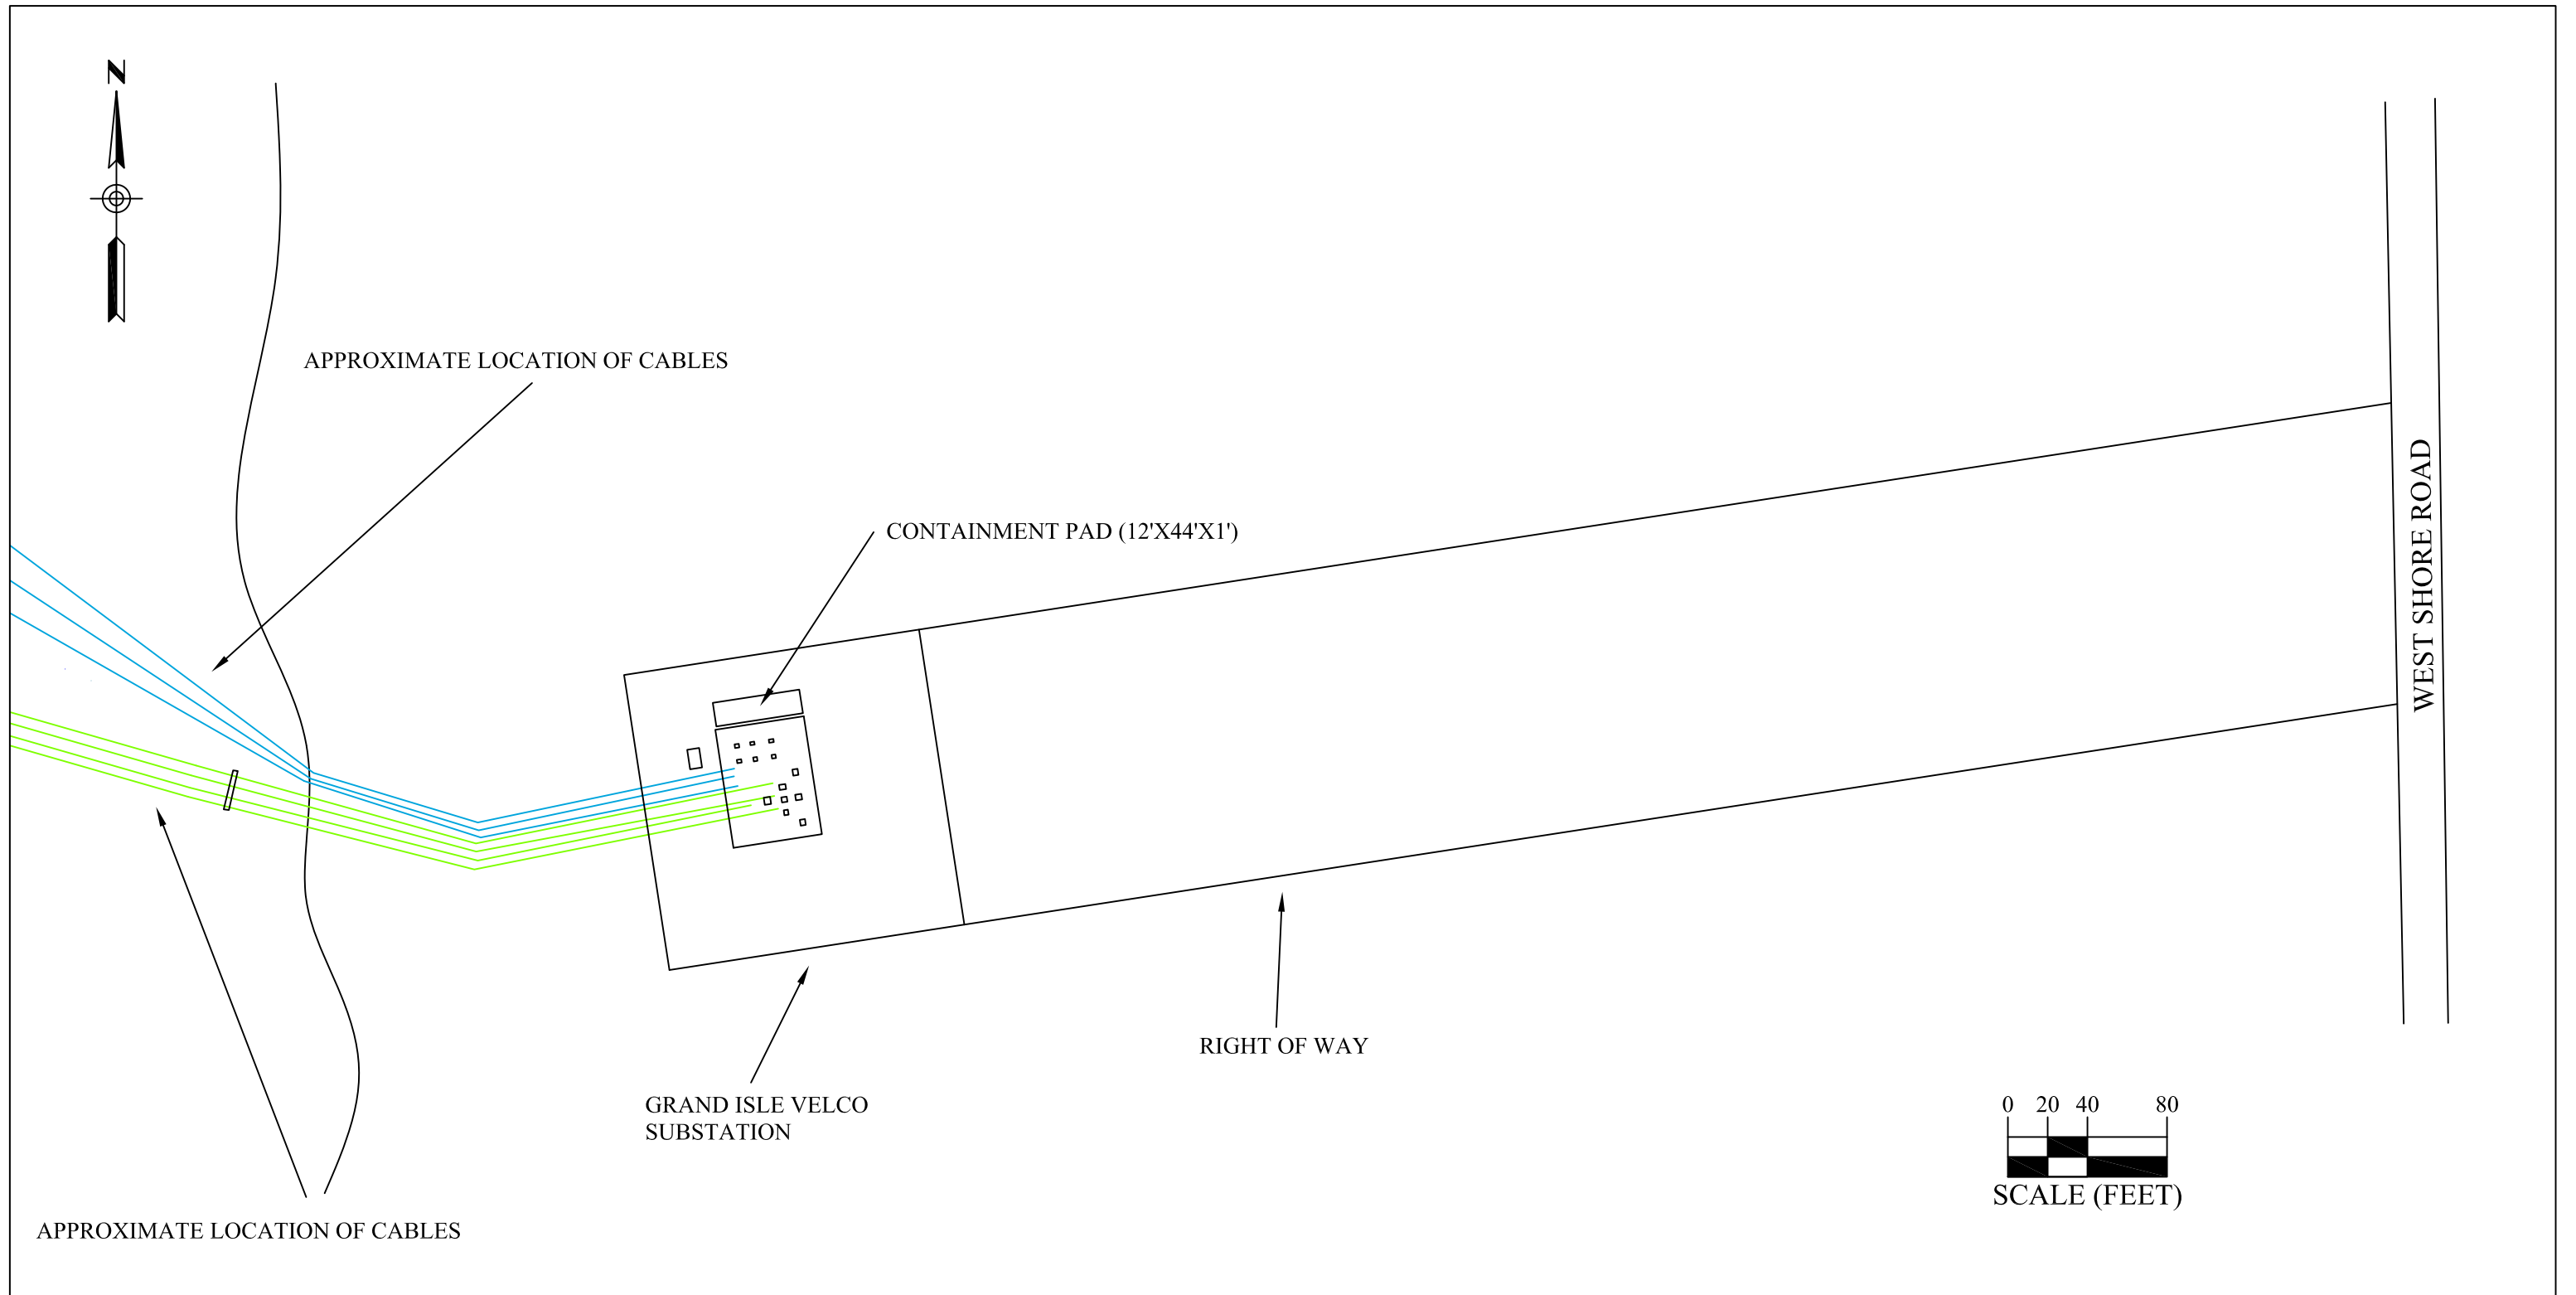 N
APPROXIMATE LOCATION OF CABLES
CONTAINMENT PAD (12'X44'X1')
WEST SHORE ROAD
RIGHT OF WAY
GRAND ISLE VELCO
SUBSTATION
0 20 40 80
SCALE (FEET)
APPROXIMATE LOCATION OF CABLES